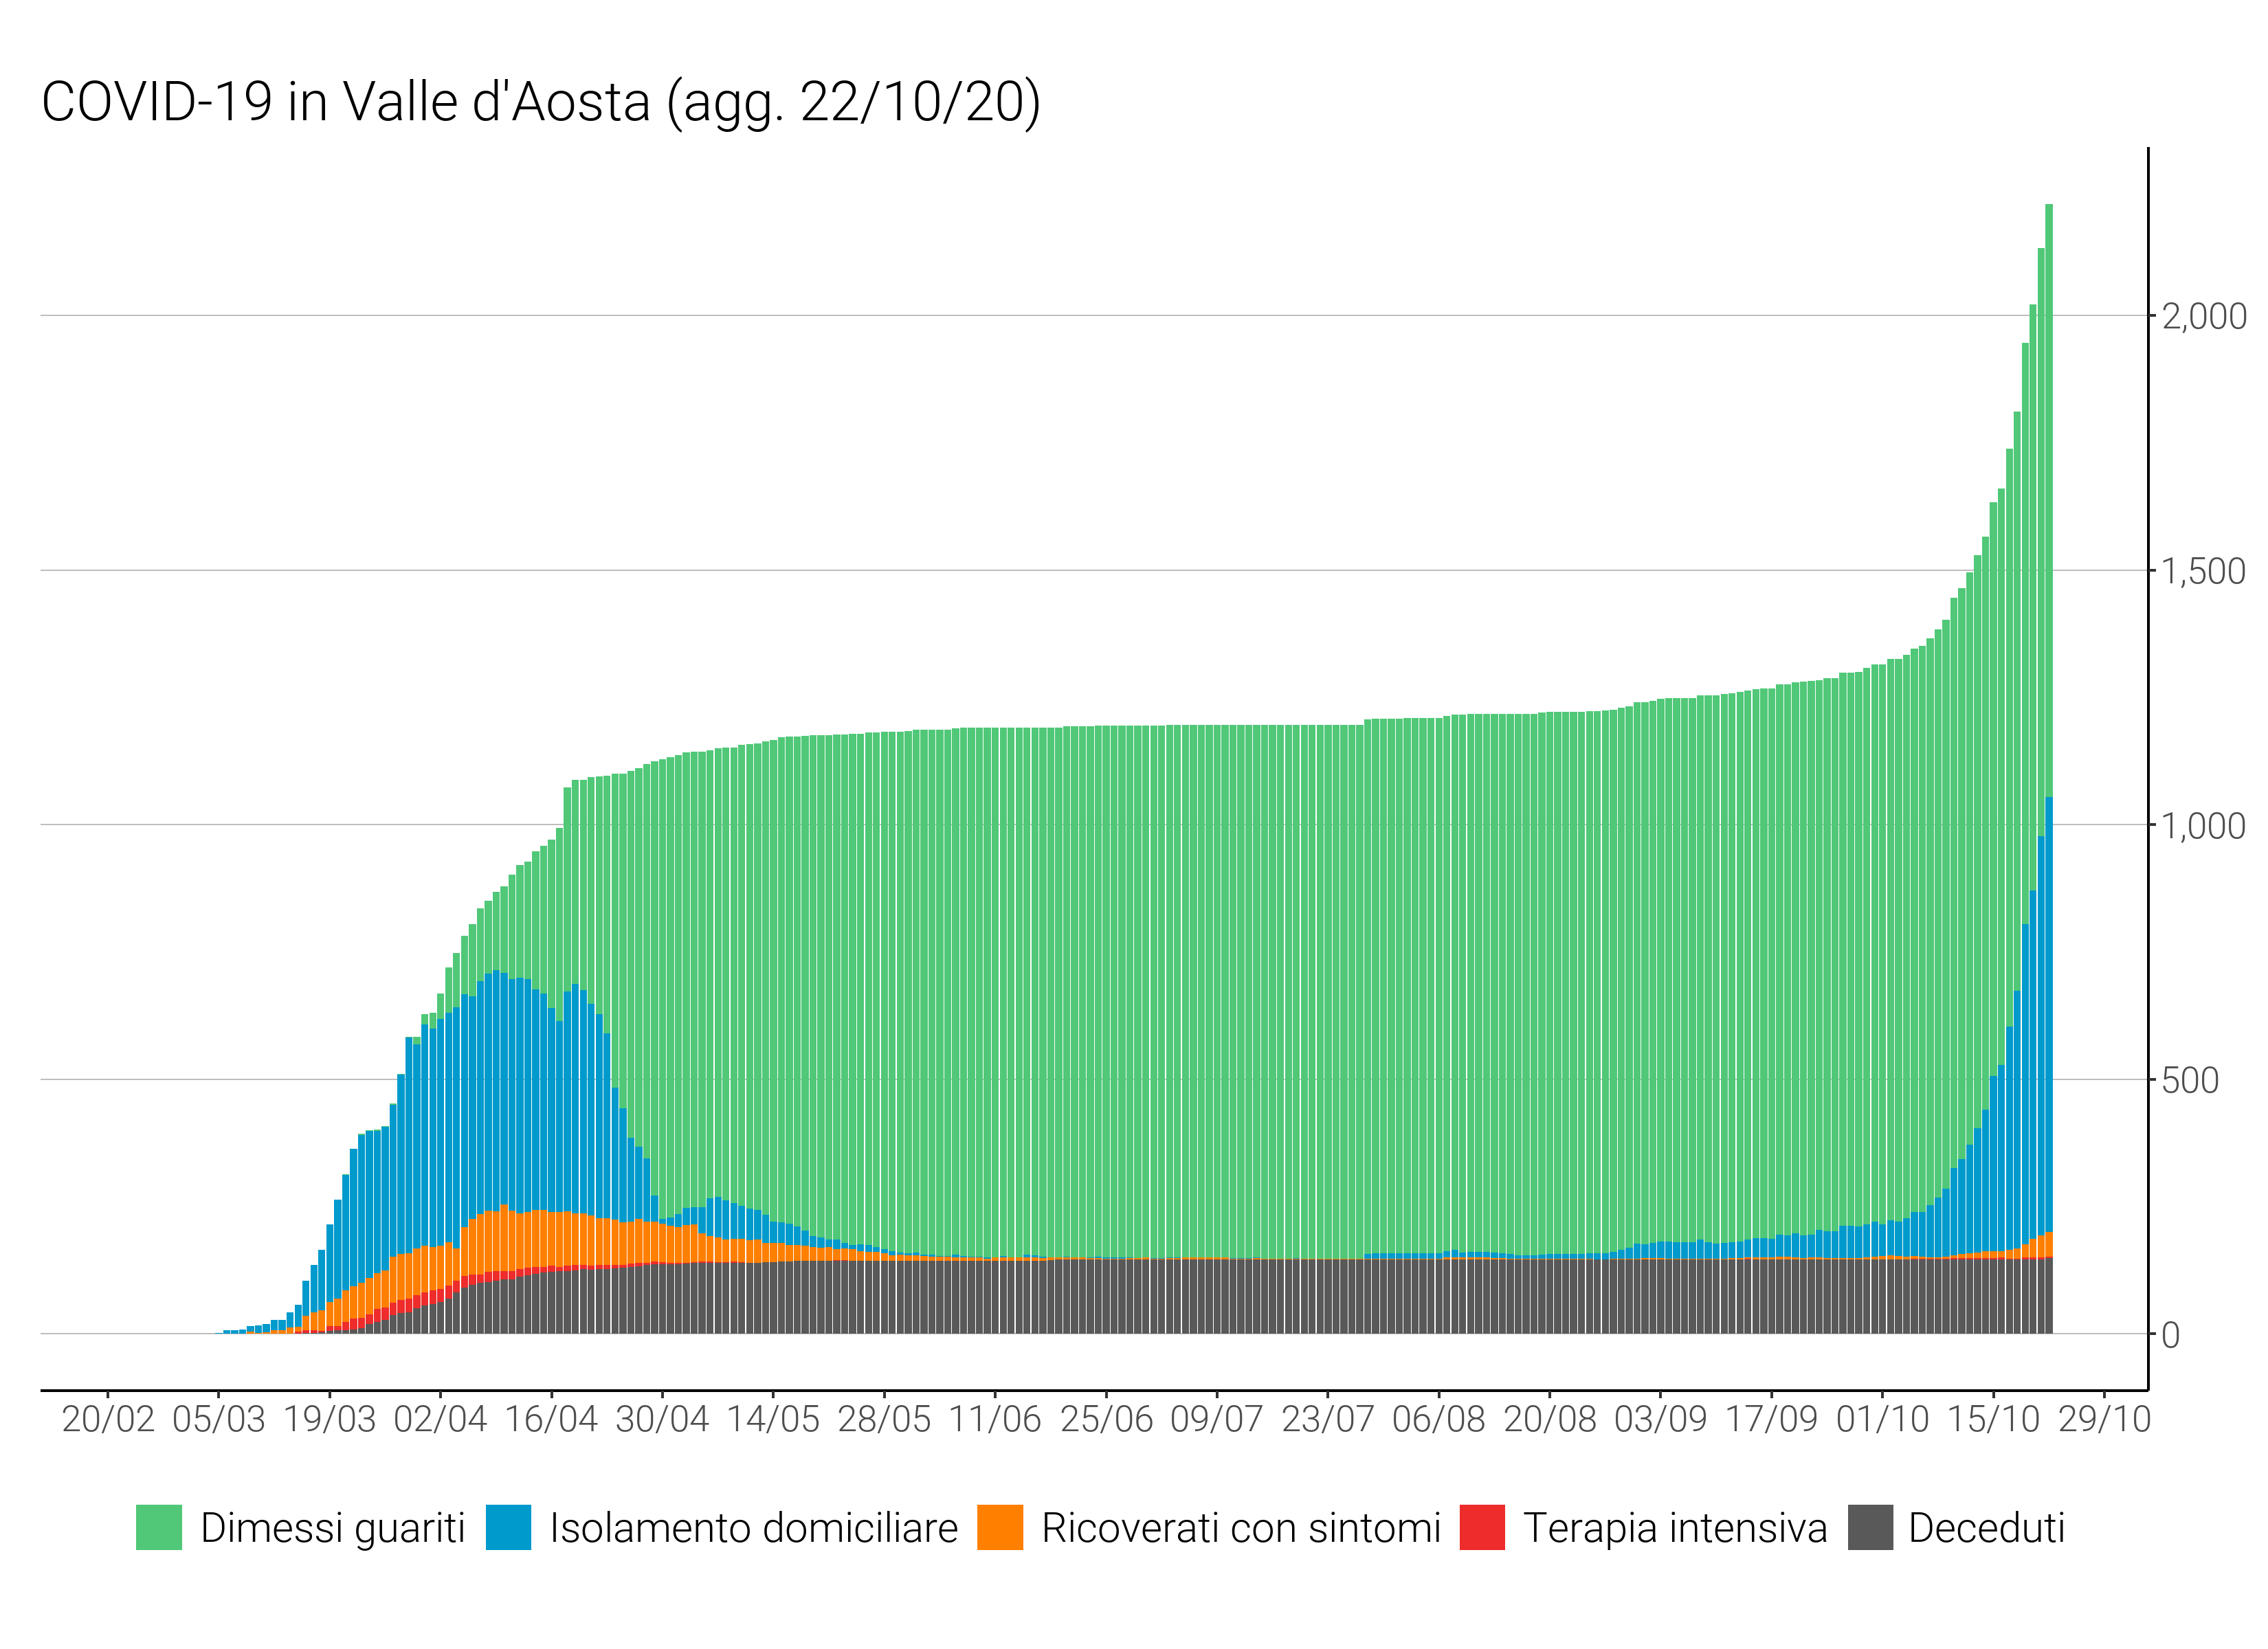 COVID-19 in Valle d'Aosta (agg. 22/10/20)
2,000
1,500
1,000
500
0
20/02 05/03 19/03 02/04 16/04 30/04 14/05 28/05 11/06 25/06 09/07 23/07 06/08 20/08 03/09 17/09 01/10 15/10 29/10
Dimessi guariti Isolamento domiciliare Ricoverati con sintomi Terapia intensiva Deceduti